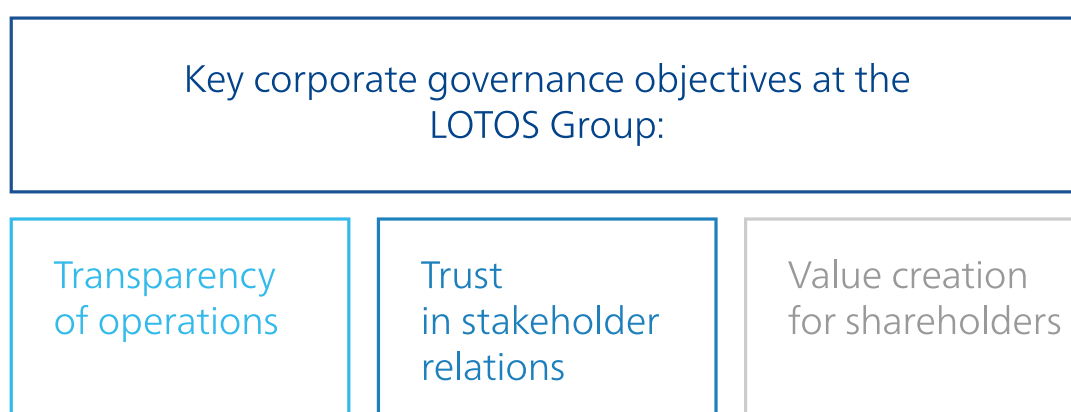 Key corporate governance objectives at the
LOTOS Group:
Transparency
of operations
Trust
in stakeholder
relations
Value creation
for shareholders